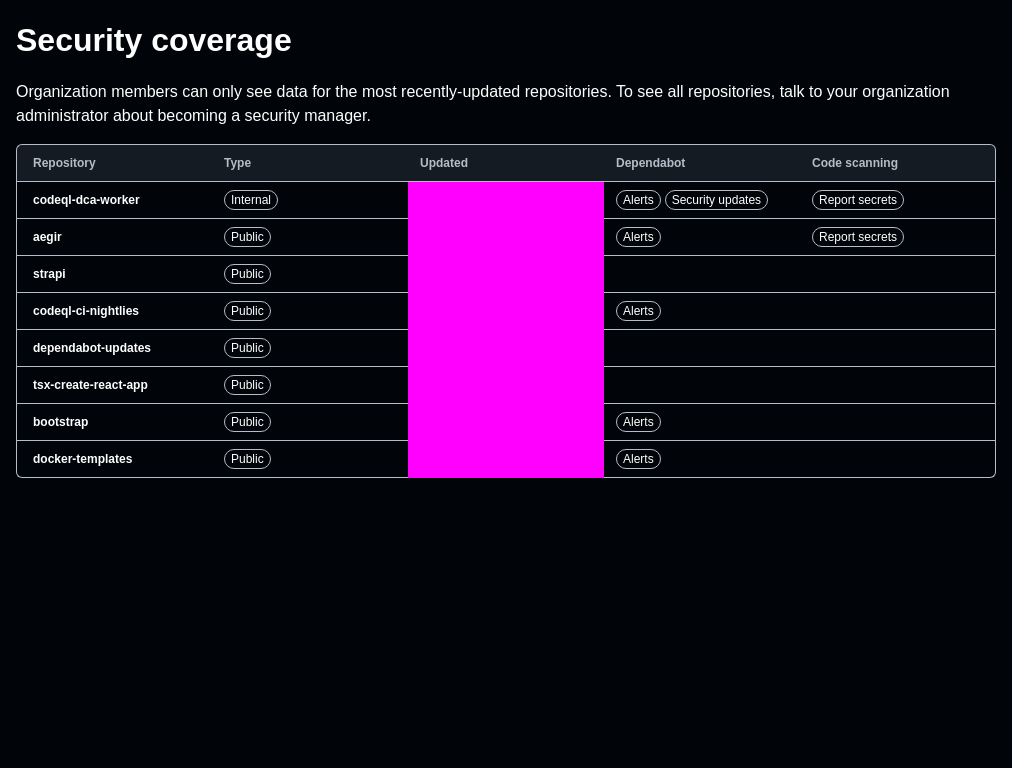 Security coverage
Organization members can only see data for the most recently-updated repositories. To see all repositories, talk to your organization
administrator about becoming a security manager.
Repository Type Updated Dependabot Code scanning
codeql-dca-worker Internal Alerts Security updates Report secrets
aegir Public Alerts Report secrets
strapi Public
codeql-ci-nightlies Public Alerts
dependabot-updates Public
tsx-create-react-app Public
bootstrap Public Alerts
docker-templates Public Alerts